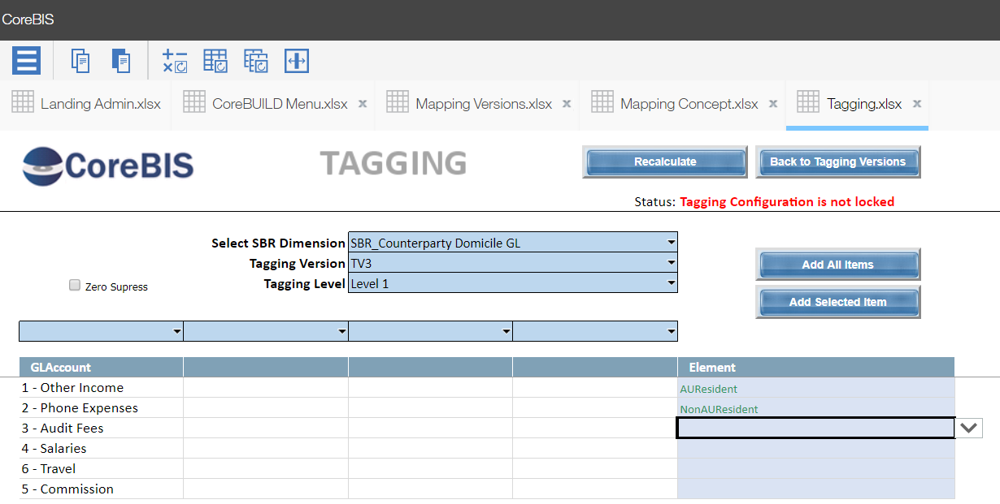 CoreBIS
Landing Admin.xlsx CoreBUILD Menu.xlsx x Mapping Versions.xlsx x Mapping Concept.xlsx x Tagging.xlsx x
CoreBIS TAGGING Recalculate Back to Tagging Versions
Status: Tagging Configuration is not locked
Select SBR Dimension SBR_Counterparty Domicile GL
Tagging Version TV3 Add All Items
Zero Supress Tagging Level Level 1
Add Selected Item
GLAccount Element
1 - Other Income AUResident
2 - Phone Expenses NonAUResident
3 - Audit Fees
4 - Salaries
6 - Travel
5 - Commission